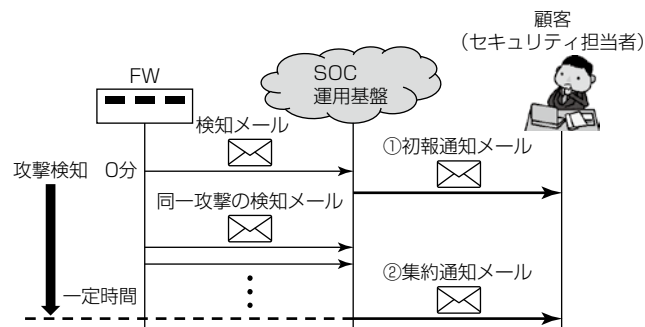 顧客
(セキュリティ担当者)
FW
SOC
運用基盤
検知メール
①初報通知メール
攻撃検知 0分
同一攻撃の検知メール
②集約通知メール
一定時間